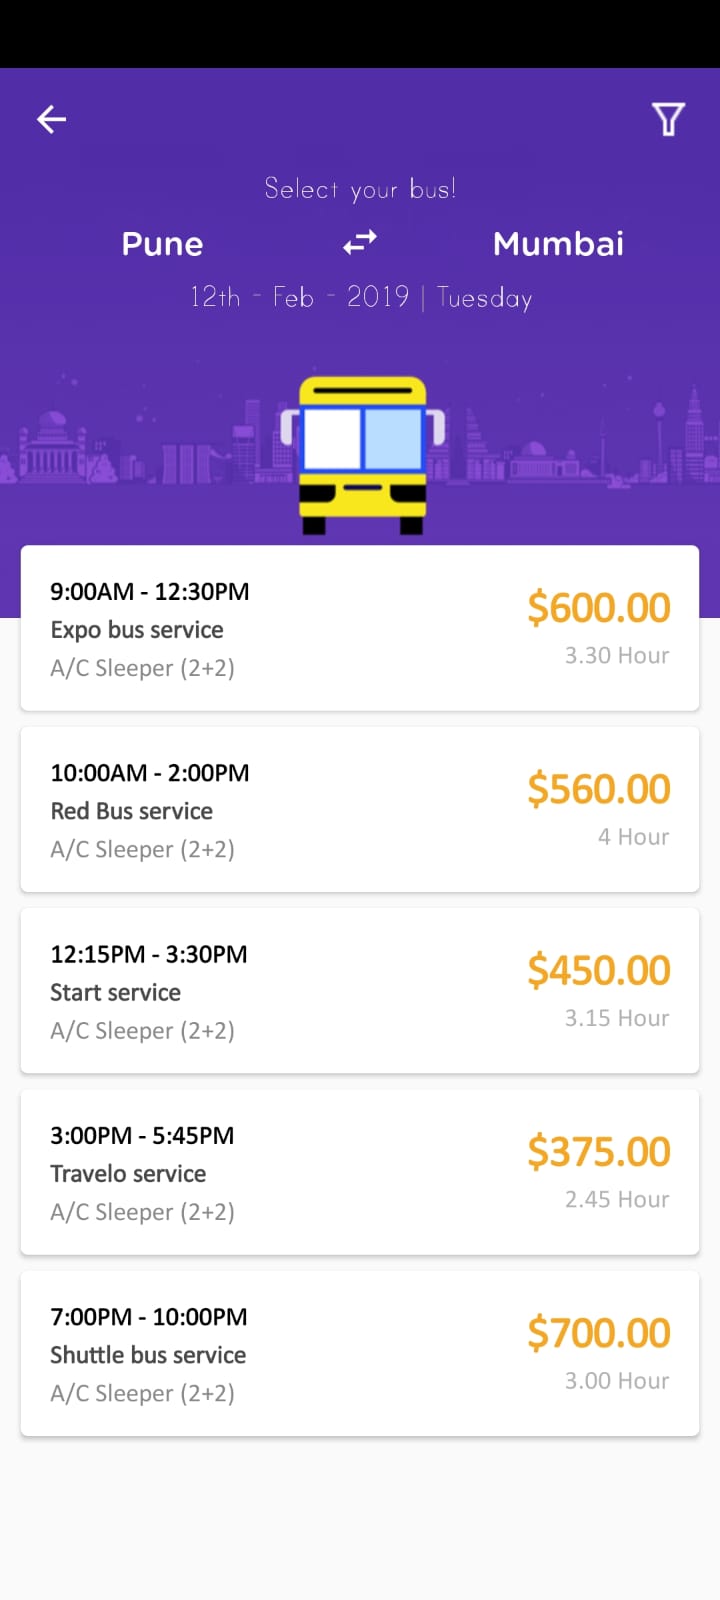 Select your bus!
Pune Mumbai
12th - Feb - 2019 | Tuesday
9:00AM - 12:30PM
Expo bus service
A/C Sleeper (2+2)
$600.00
3.30 Hour
10:00AM - 2:00PM
Red Bus service
A/C Sleeper (2+2)
$560.00
4 Hour
12:15PM - 3:30PM
Start service
A/C Sleeper (2+2)
$450.00
3.15 Hour
3:00PM - 5:45PM
Travelo service
A/C Sleeper (2+2)
$375.00
2.45 Hour
7:00PM - 10:00PM
Shuttle bus service
A/C Sleeper (2+2)
$700.00
3.00 Hour